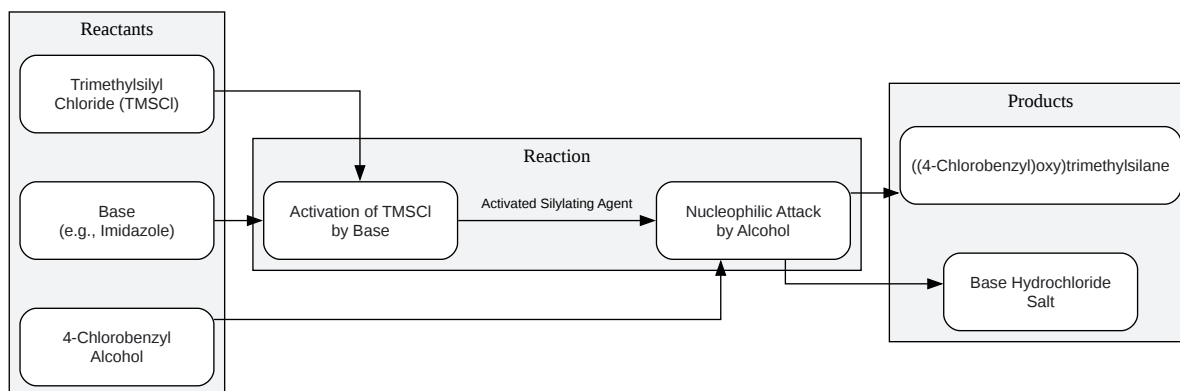 Reactants
Trimethylsilyl
Chloride (TMSCl)
Base
(e.g., Imidazole)
4-Chlorobenzyl
Alcohol
Reaction
Activation of TMSCl
by Base
Activated Silylating Agent
Nucleophilic Attack
by Alcohol
Products
((4-Chlorobenzyl)oxy)trimethylsilane
Base Hydrochloride
Salt